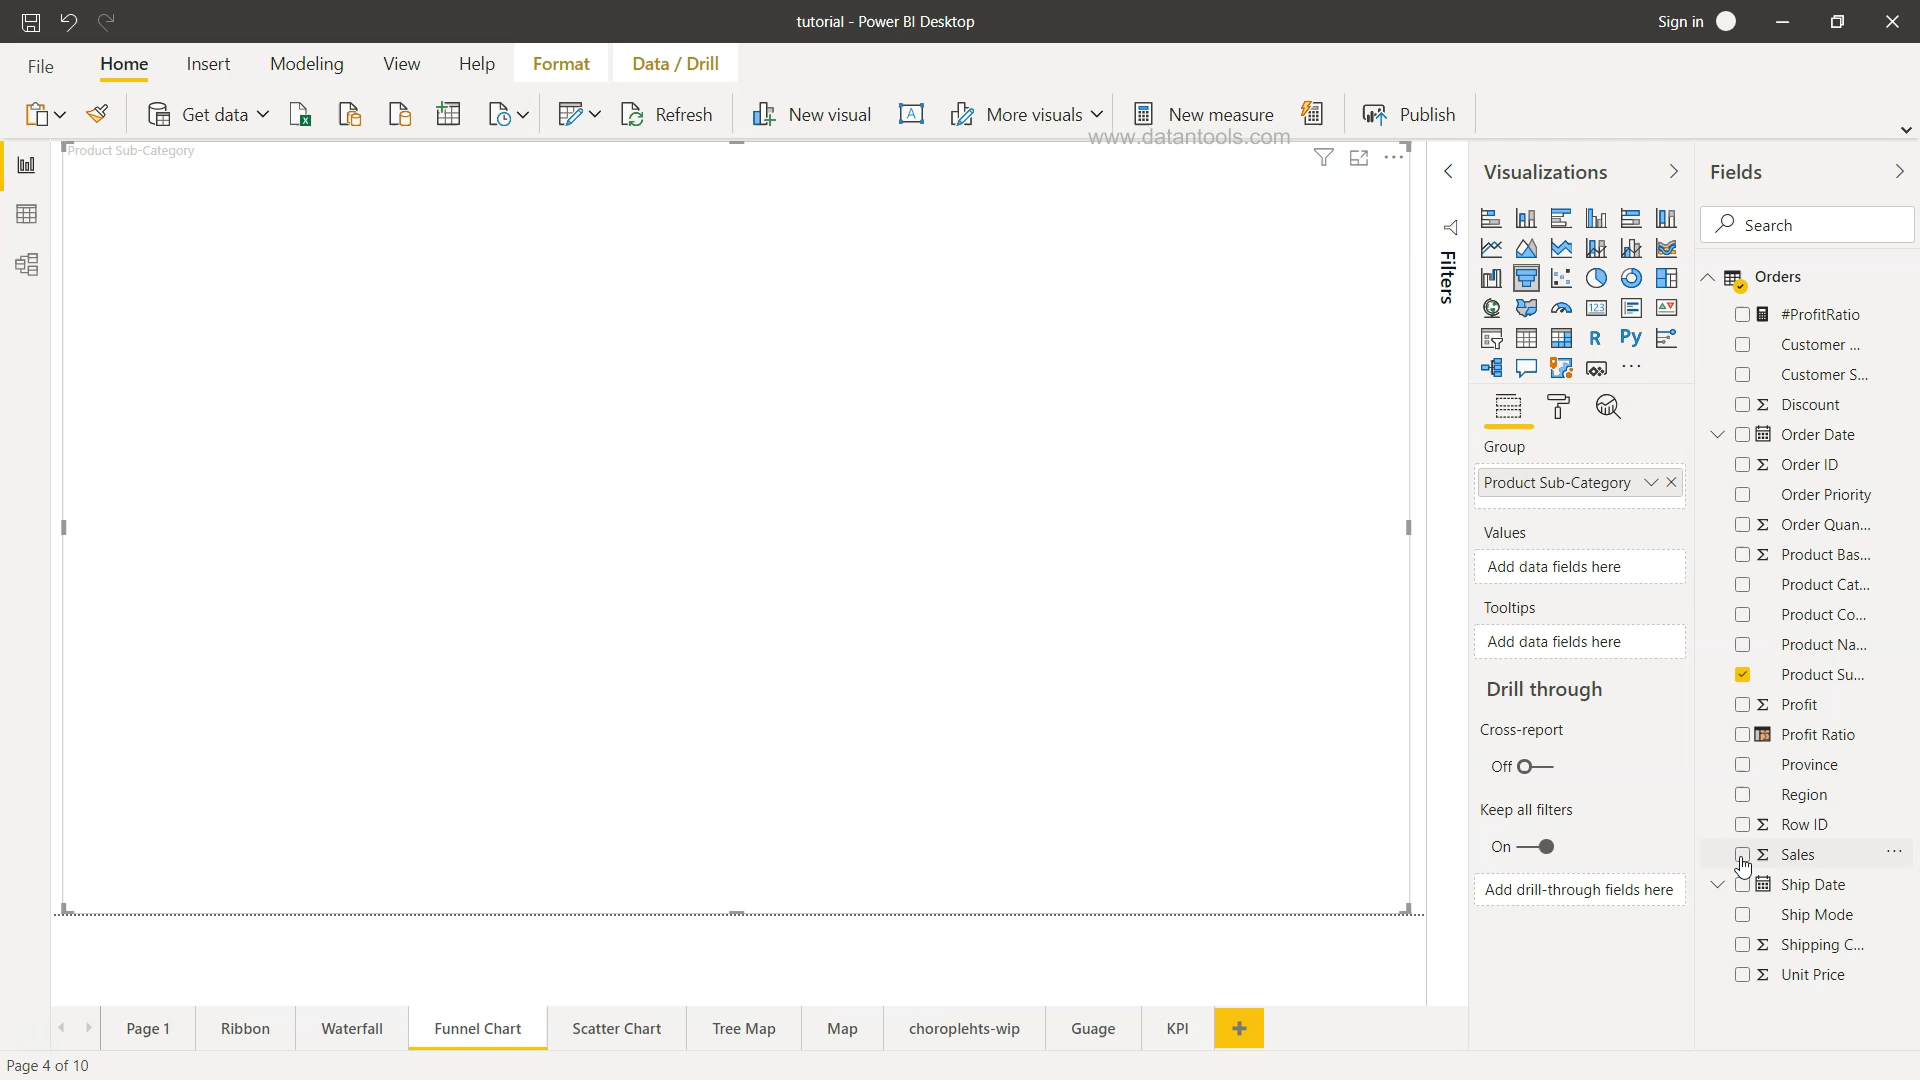 tutorial - Power BI Desktop
Sign in
File
Home
Insert
Modeling
View
Help
Format
Data / Drill
Get data
Refresh
New visual
More visuals
New measure
Publish
www.datantools.com
Product Sub-Category
Filters
Visualizations
123
R
Py
Group
Product Sub-Category
Values
Add data fields here
Tooltips
Add data fields here
Drill through
Cross-report
Off
Keep all filters
On
Add drill-through fields here
Fields
Search
Orders
#ProfitRatio
Customer ...
Customer S...
Σ Discount
Order Date
Σ Order ID
Order Priority
Σ Order Quan...
Σ Product Bas...
Product Cat...
Product Co...
Product Na...
Product Su...
Σ Profit
Profit Ratio
Province
Region
Σ Row ID
Σ Sales
Ship Date
Ship Mode
Σ Shipping C...
Σ Unit Price
Page 1
Ribbon
Waterfall
Funnel Chart
Scatter Chart
Tree Map
Map
choroplehts-wip
Guage
KPI
Page 4 of 10